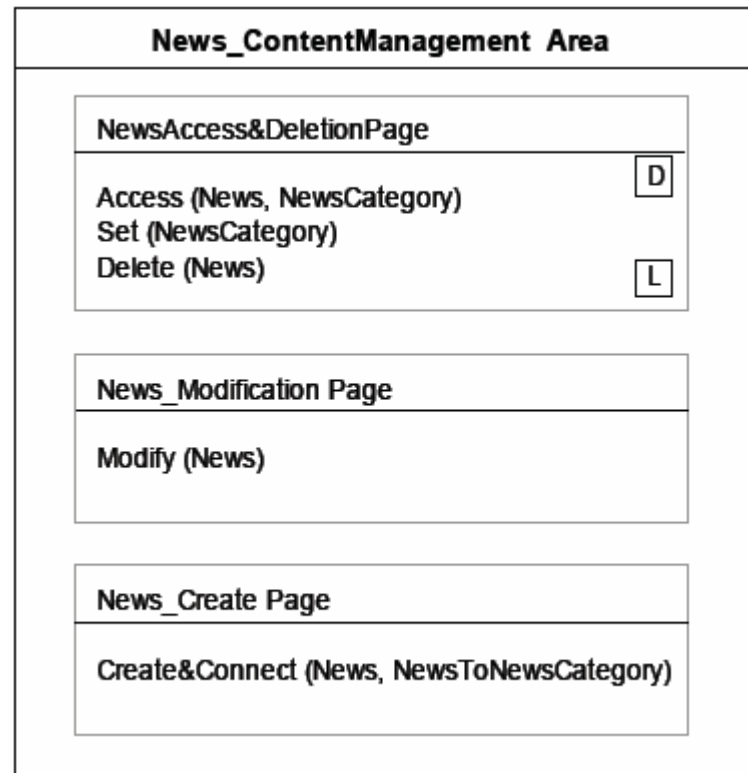 News_ContentManagement Area
NewsAccess&DeletionPage
D
Access (News, NewsCategory)
Set (NewsCategory)
Delete (News)
L
News_Modification Page
Modify (News)
News_Create Page
Create&Connect (News, NewsToNewsCategory)